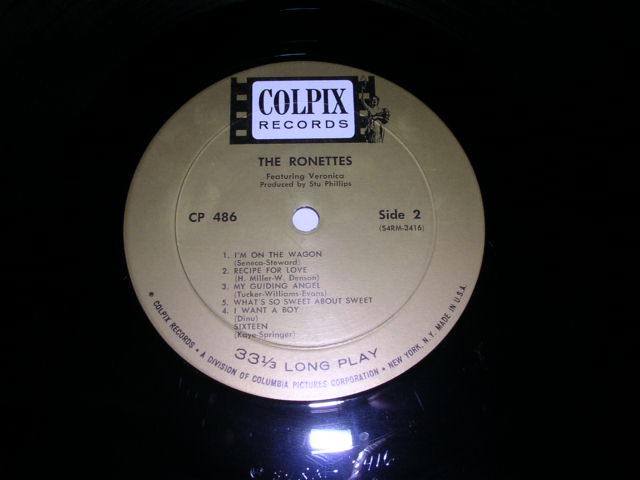 COLPIX
RECORDS
THE RONETTES
Featuring Veronica
Produced by Stu Phillips
CP 486
Side 2
(S4RM-3416)
1. I'M ON THE WAGON
(Seneca-Steward)
2. RECIPE FOR LOVE
(H. Miller-W. Denson)
3. MY GUIDING ANGEL
(Tucker-Williams-Evans)
5. WHAT'S SO SWEET ABOUT SWEET
4. I WANT A BOY
(Dinu)
SIXTEEN
(Kaye-Springer)
33⅓ LONG PLAY
© COLPIX RECORDS • A DIVISION OF COLUMBIA PICTURES CORPORATION • NEW YORK, N.Y. MADE IN U.S.A.